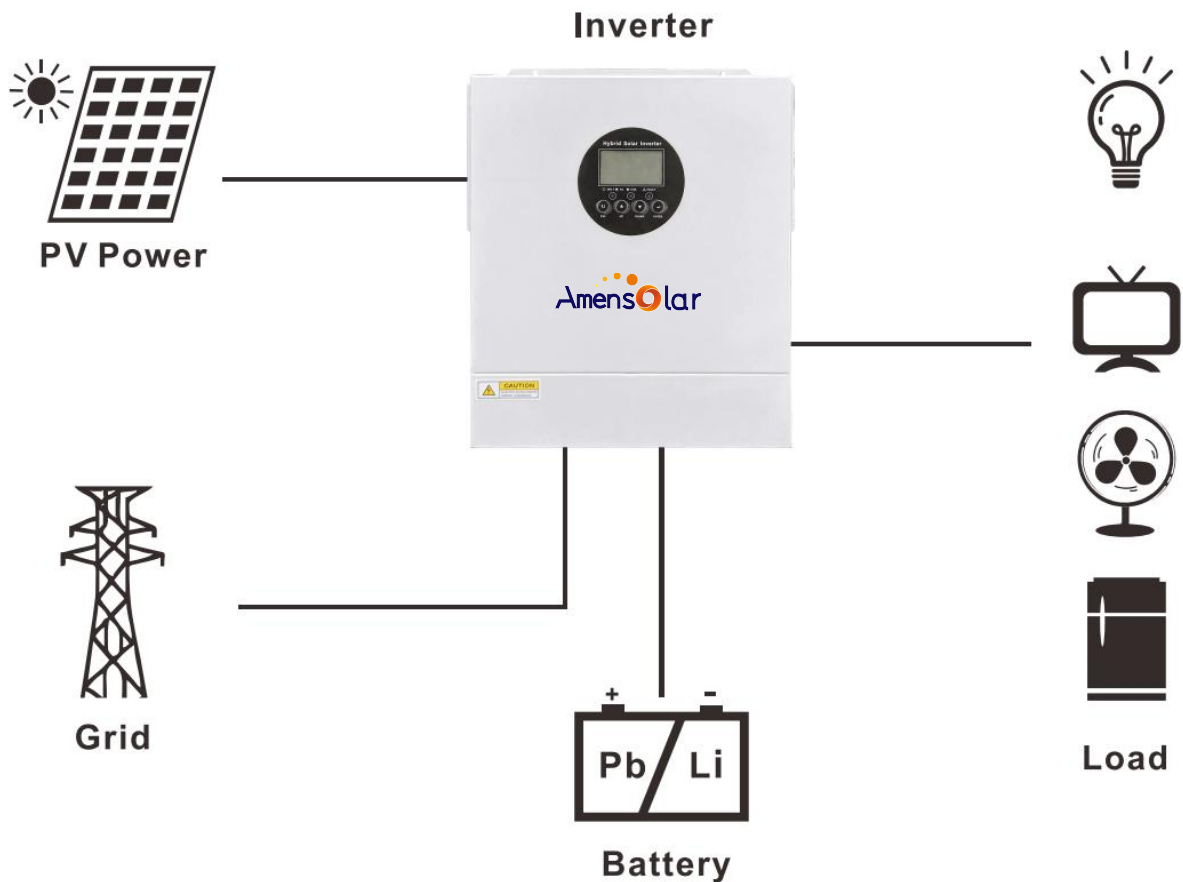 Inverter
Hybrid Solar Inverter
PV Power
AmensOlar
CAUTION
Grid
+ -
Pb Li
Battery
Load